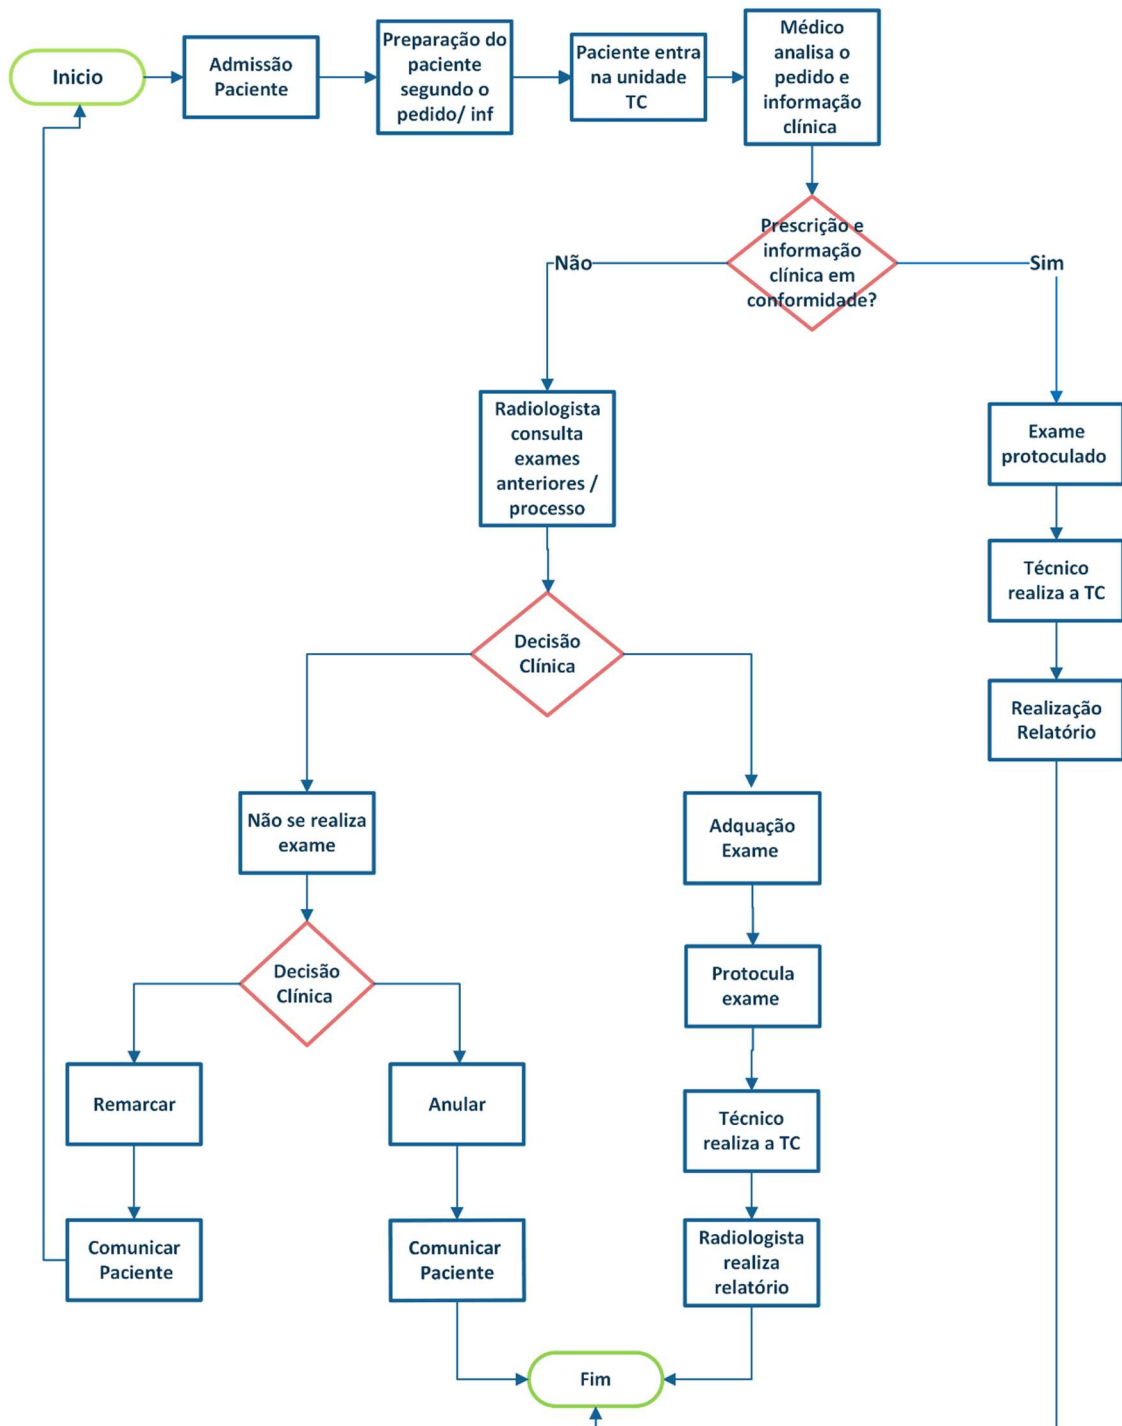 Inicio
Admissão
Paciente
Preparação do
paciente
segundo o
pedido/ inf
Paciente entra
na unidade
TC
Médico
analisa o
pedido e
informação
clínica
Prescrição e
informação
clínica em
conformidade?
Não
Sim
Radiologista
consulta
exames
anteriores /
processo
Exame
protoculado
Técnico
realiza a TC
Realização
Relatório
Decisão
Clínica
Não se realiza
exame
Adquação
Exame
Decisão
Clínica
Protocula
exame
Remarcar
Anular
Técnico
realiza a TC
Comunicar
Paciente
Comunicar
Paciente
Radiologista
realiza
relatório
Fim